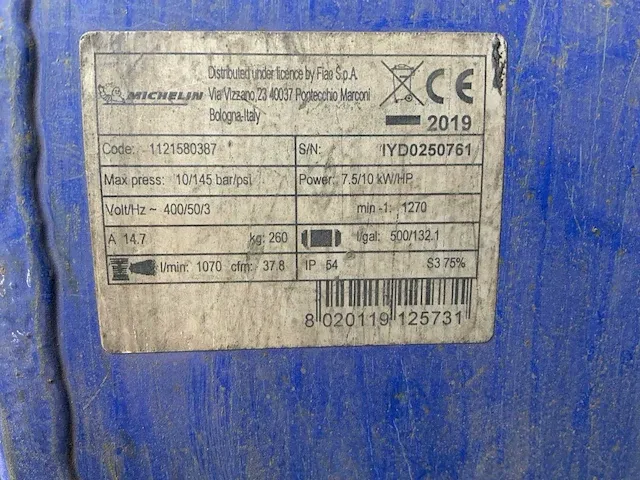 MICHELIN
Distributed under licence by Fiac S.p.A.
Via Vizzano,23 40037 Pontecchio Marconi
Bologna-Italy
CE
2019
Code: 1121580387 S/N: IYD0250761
Max press: 10/145 bar/psi Power: 7.5/10 kW/HP
Volt/Hz ~ 400/50/3 min -1: 1270
A 14.7 kg: 260 l/gal: 500/132.1
l/min: 1070 cfm: 37.8 IP 54 S3 75%
8 020119 125731